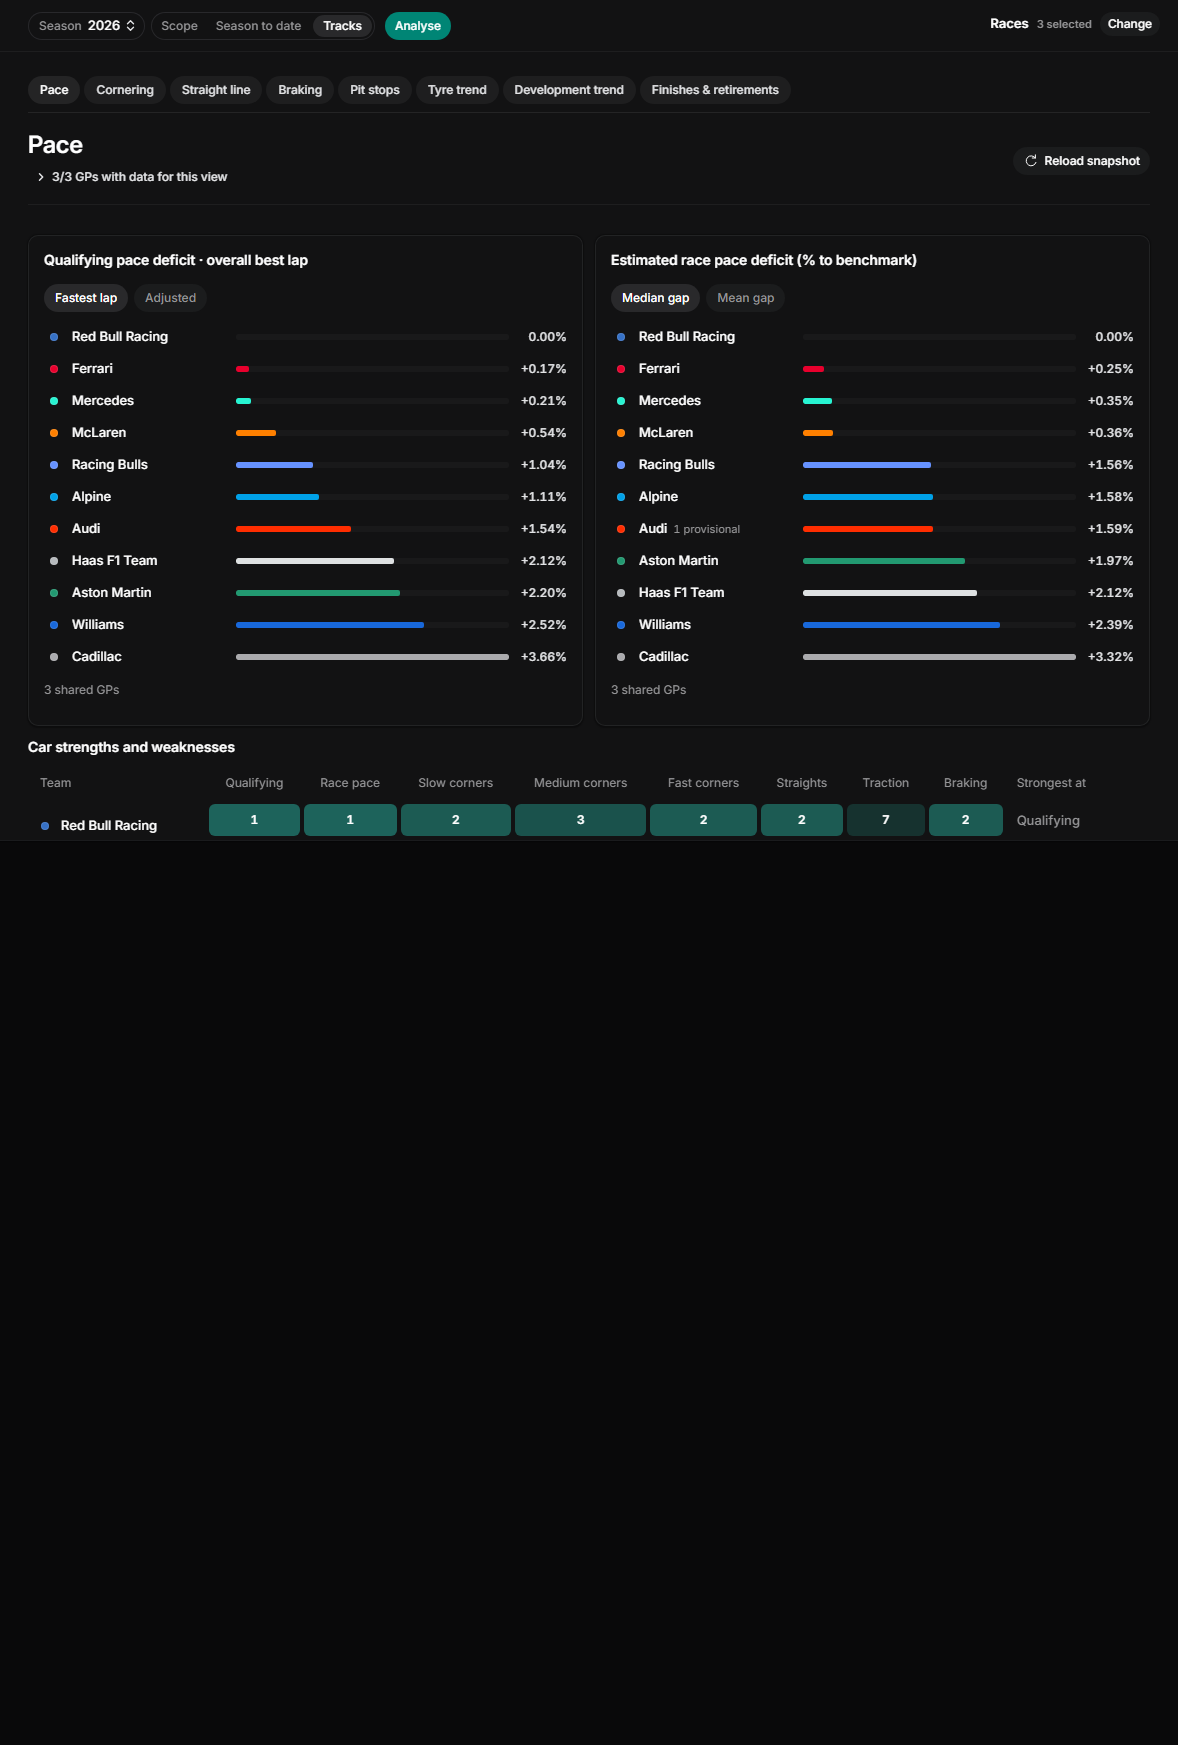 Season 2026 Scope Season to date Tracks Analyse Races 3 selected Change
Pace Cornering Straight line Braking Pit stops Tyre trend Development trend Finishes & retirements
Pace
3/3 GPs with data for this view
Reload snapshot
Qualifying pace deficit · overall best lap
Fastest lap Adjusted
Red Bull Racing 0.00%
Ferrari +0.17%
Mercedes +0.21%
McLaren +0.54%
Racing Bulls +1.04%
Alpine +1.11%
Audi +1.54%
Haas F1 Team +2.12%
Aston Martin +2.20%
Williams +2.52%
Cadillac +3.66%
3 shared GPs
Estimated race pace deficit (% to benchmark)
Median gap Mean gap
Red Bull Racing 0.00%
Ferrari +0.25%
Mercedes +0.35%
McLaren +0.36%
Racing Bulls +1.56%
Alpine +1.58%
Audi 1 provisional +1.59%
Aston Martin +1.97%
Haas F1 Team +2.12%
Williams +2.39%
Cadillac +3.32%
3 shared GPs
Car strengths and weaknesses
Team Qualifying Race pace Slow corners Medium corners Fast corners Straights Traction Braking Strongest at
Red Bull Racing 1 1 2 3 2 2 7 2 Qualifying